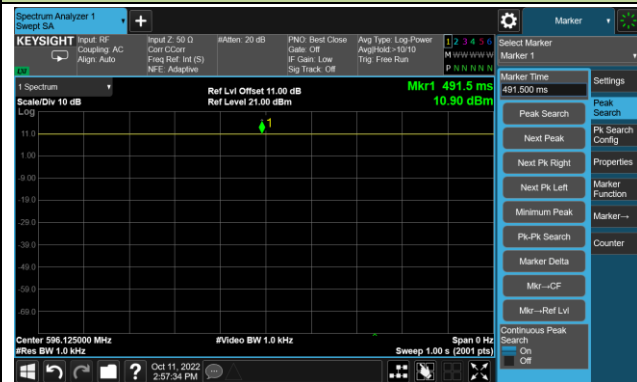 Spectrum Analyzer 1
Swept SA
Marker
KEYSIGHT
Input: RF
Coupling: AC
Align: Auto
Input Z: 50 Ω
Corr CCorr
Freq Ref: Int (S)
NFE: Adaptive
#Atten: 20 dB
PNO: Best Close
Gate: Off
IF Gain: Low
Sig Track: Off
Avg Type: Log-Power
Avg|Hold:>10/10
Trig: Free Run
1 2 3 4 5 6
M W W W W W
P N N N N N
Select Marker
Marker 1
1 Spectrum
Scale/Div 10 dB
Ref Lvl Offset 11.00 dB
Ref Level 21.00 dBm
Mkr1 491.5 ms
10.90 dBm
Log
1
11.0
1.00
-9.00
-19.0
-29.0
-39.0
-49.0
-59.0
-69.0
Center 596.125000 MHz
#Res BW 1.0 kHz
#Video BW 1.0 kHz
Span 0 Hz
Sweep 1.00 s (2001 pts)
Marker Time
491.500 ms
Peak Search
Next Peak
Next Pk Right
Next Pk Left
Minimum Peak
Pk-Pk Search
Marker Delta
Mkr→CF
Mkr→Ref Lvl
Continuous Peak
Search
On
Off
Settings
Peak
Search
Pk Search
Config
Properties
Marker
Function
Marker→
Counter
Oct 11, 2022
2:57:34 PM